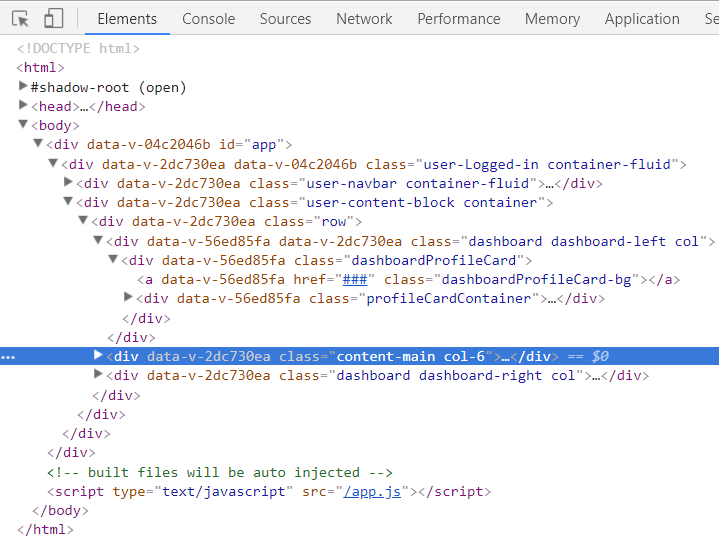 Elements Console Sources Network Performance Memory Application Se
<!DOCTYPE html>
<html>
#shadow-root (open)
<head>…</head>
<body>
<div data-v-04c2046b id="app">
<div data-v-2dc730ea data-v-04c2046b class="user-Logged-in container-fluid">
<div data-v-2dc730ea class="user-navbar container-fluid">…</div>
<div data-v-2dc730ea class="user-content-block container">
<div data-v-2dc730ea class="row">
<div data-v-56ed85fa data-v-2dc730ea class="dashboard dashboard-left col">
<div data-v-56ed85fa class="dashboardProfileCard">
<a data-v-56ed85fa href="###" class="dashboardProfileCard-bg"></a>
<div data-v-56ed85fa class="profileCardContainer">…</div>
</div>
</div>
<div data-v-2dc730ea class="content-main col-6">…</div> == $0
<div data-v-2dc730ea class="dashboard dashboard-right col">…</div>
</div>
</div>
</div>
</div>
<!-- built files will be auto injected -->
<script type="text/javascript" src="/app.js"></script>
</body>
</html>